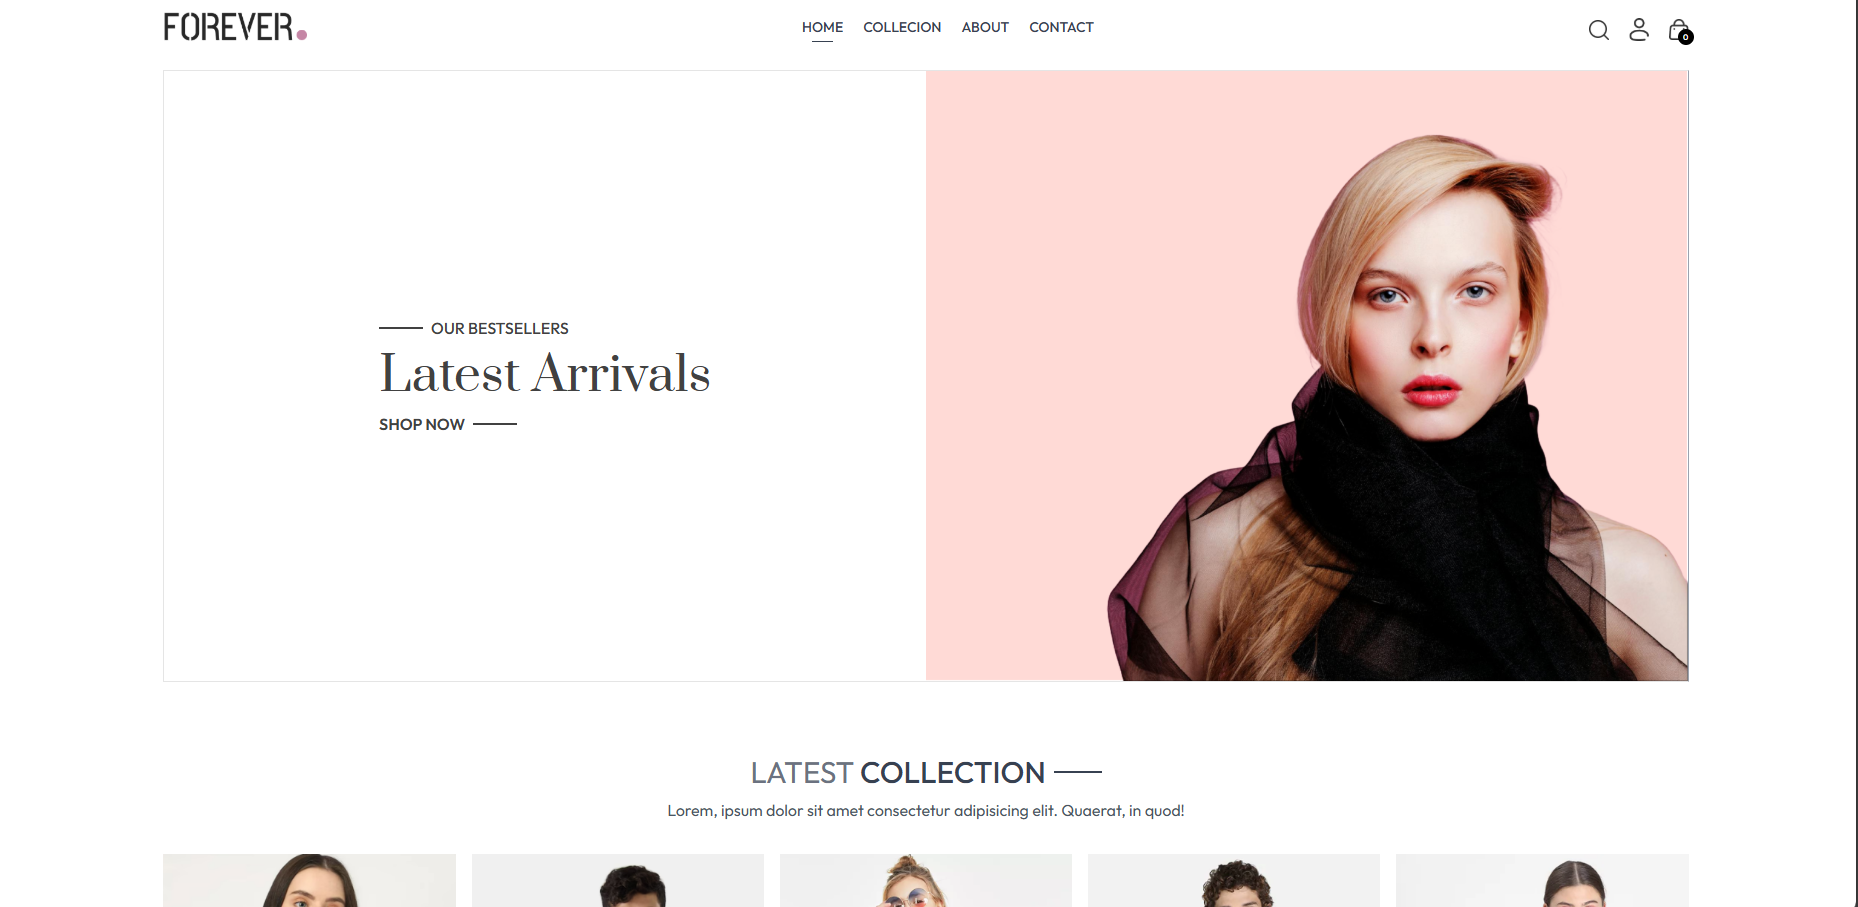 FOREVER.
HOME COLLECION ABOUT CONTACT
0
OUR BESTSELLERS
Latest Arrivals
SHOP NOW
LATEST COLLECTION
Lorem, ipsum dolor sit amet consectetur adipisicing elit. Quaerat, in quod!